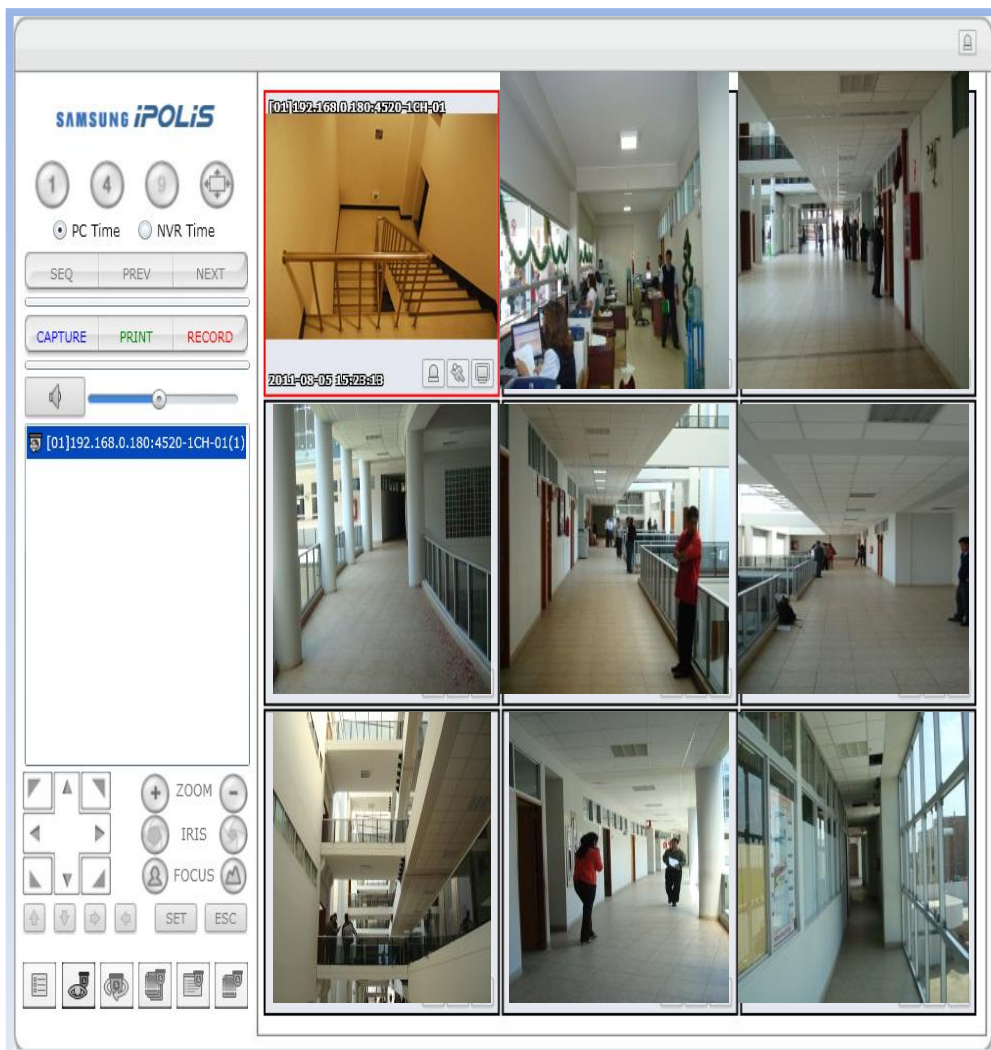 SAMSUNG iPOLiS
1 4 9
PC Time NVR Time
SEQ PREV NEXT
CAPTURE PRINT RECORD
[01]192.168.0.180:4520-1CH-01(1)
ZOOM
IRIS
FOCUS
SET ESC
[01]192.168.0.180:4520-1CH-01
2011-08-05 15:23:13